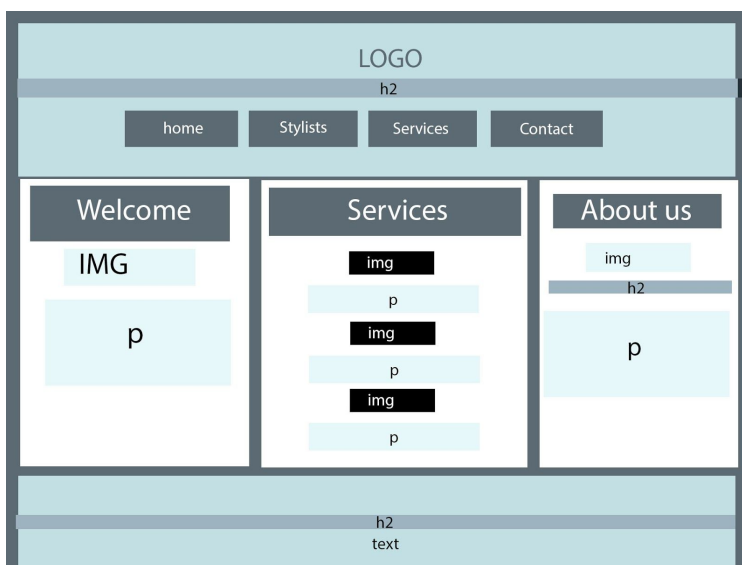 LOGO
h2
home
Stylists
Services
Contact
Welcome
IMG
p
Services
img
p
img
p
img
p
About us
img
h2
p
h2
text